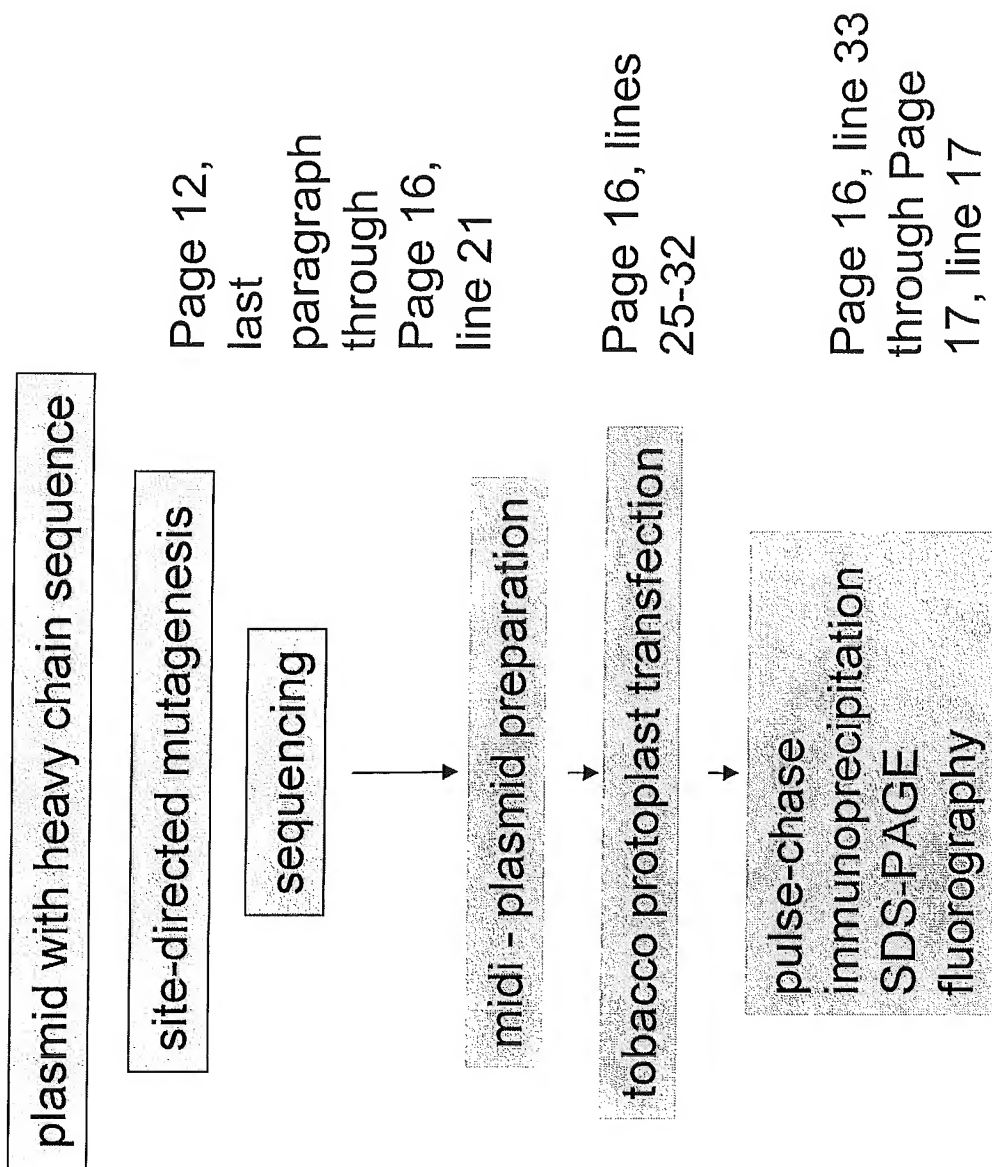 plasmid with heavy chain sequence
site-directed mutagenesis
Page 12,
last
paragraph
through
Page 16,
line 21
sequencing
midi - plasmid preparation
Page 16, lines
25-32
tobacco protoplast transfection
pulse-chase
immunoprecipitation
SDS-PAGE
fluorography
Page 16, line 33
through Page
17, line 17